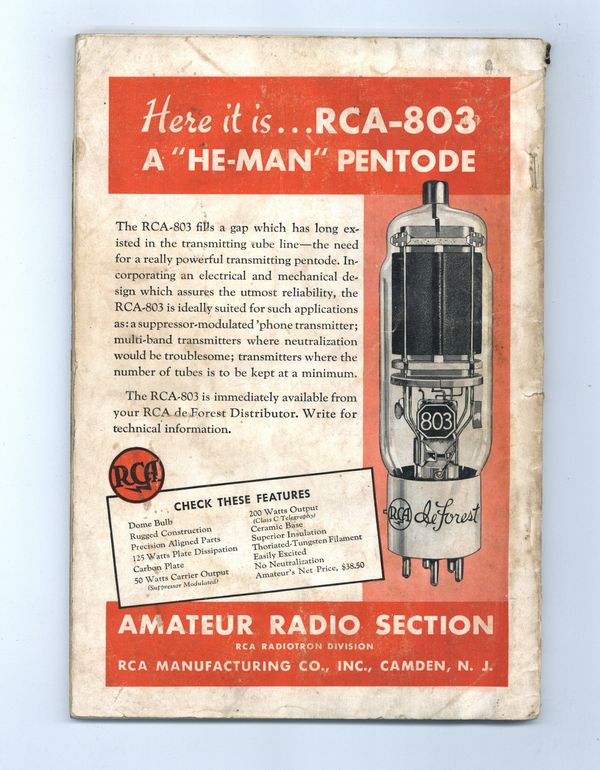 Here it is...RCA-803
A "HE-MAN" PENTODE
The RCA-803 fills a gap which has long ex-
isted in the transmitting tube line—the need
for a really powerful transmitting pentode. In-
corporating an electrical and mechanical de-
sign which assures the utmost reliability, the
RCA-803 is ideally suited for such applications
as: a suppressor-modulated 'phone transmitter;
multi-band transmitters where neutralization
would be troublesome; transmitters where the
number of tubes is to be kept at a minimum.
The RCA-803 is immediately available from
your RCA de Forest Distributor. Write for
technical information.
803
RCA de Forest
RCA
CHECK THESE FEATURES
Dome Bulb
Rugged Construction
Precision Aligned Parts
125 Watts Plate Dissipation
Carbon Plate
50 Watts Carrier Output
(Suppressor Modulated)
200 Watts Output
(Class C Telegraphy)
Ceramic Base
Superior Insulation
Thoriated-Tungsten Filament
Easily Excited
No Neutralization
Amateur's Net Price, $38.50
AMATEUR RADIO SECTION
RCA RADIOTRON DIVISION
RCA MANUFACTURING CO., INC., CAMDEN, N. J.